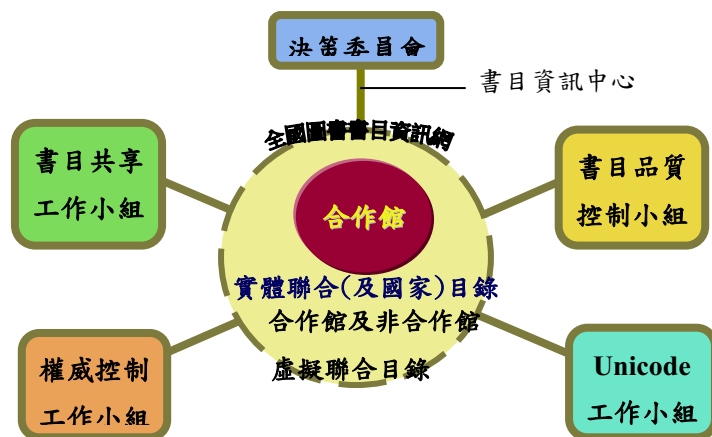 決策委員會
書目資訊中心
全國圖書書目資訊網
書目共享
工作小組
書目品質
控制小組
合作館
實體聯合(及國家)目錄
合作館及非合作館
虛擬聯合目錄
權威控制
工作小組
Unicode
工作小組